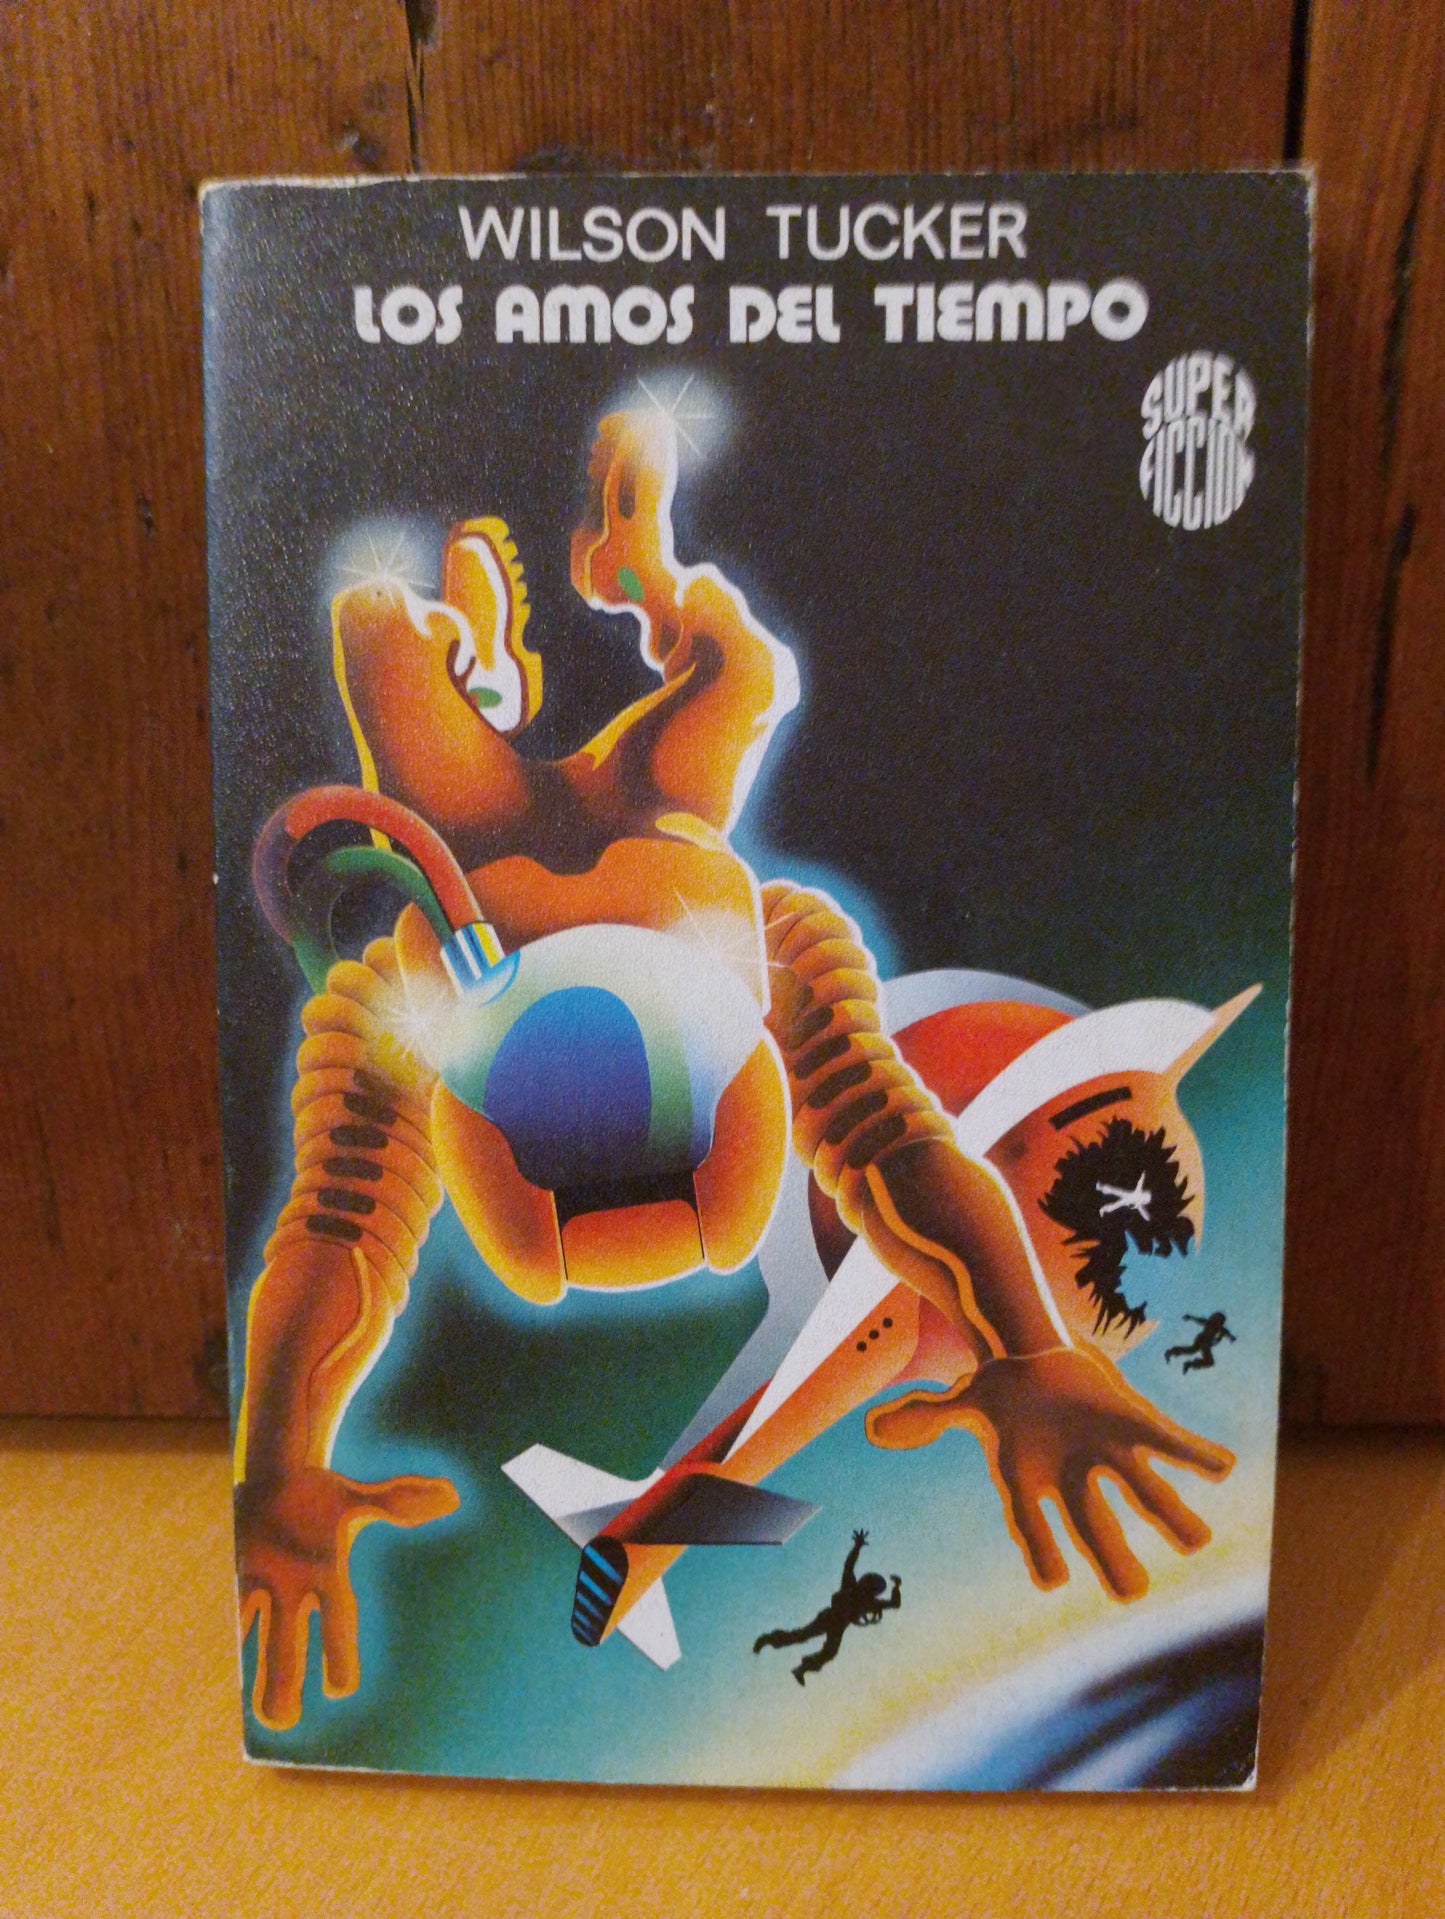 WILSON TUCKER
LOS AMOS DEL TIEMPO
SUPER
FICCION